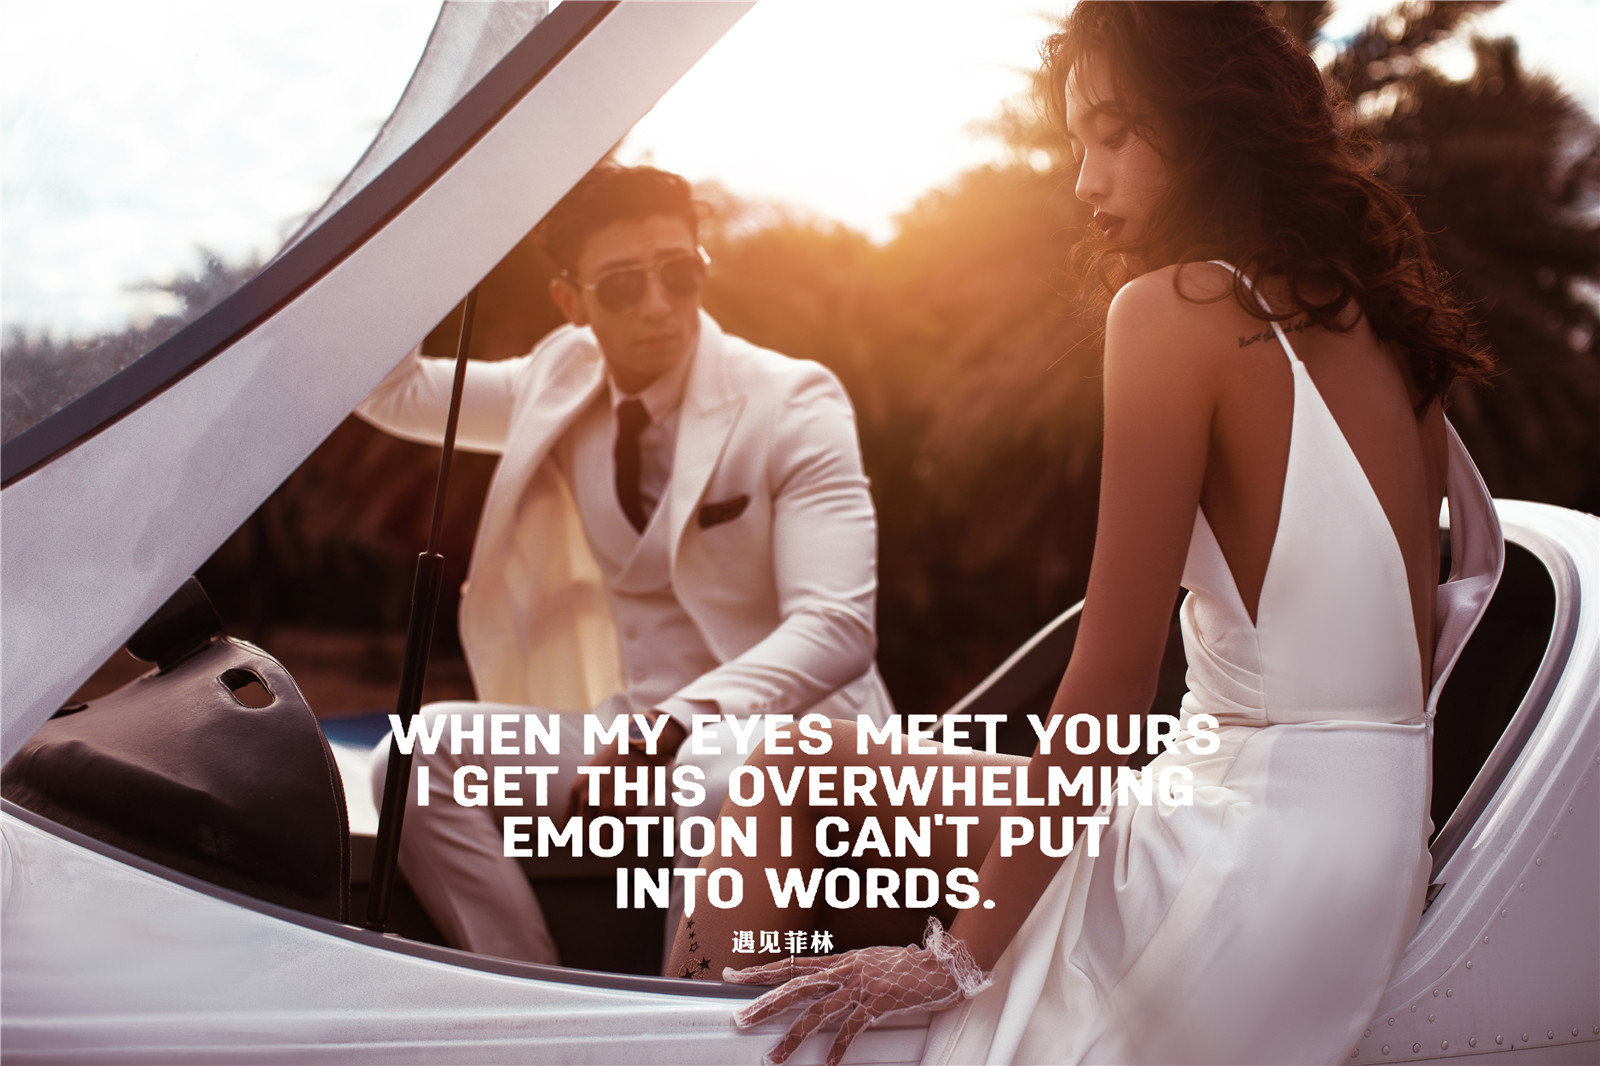 WHEN MY EYES MEET YOURS
I GET THIS OVERWHELMING
EMOTION I CAN'T PUT
INTO WORDS.
遇见菲林